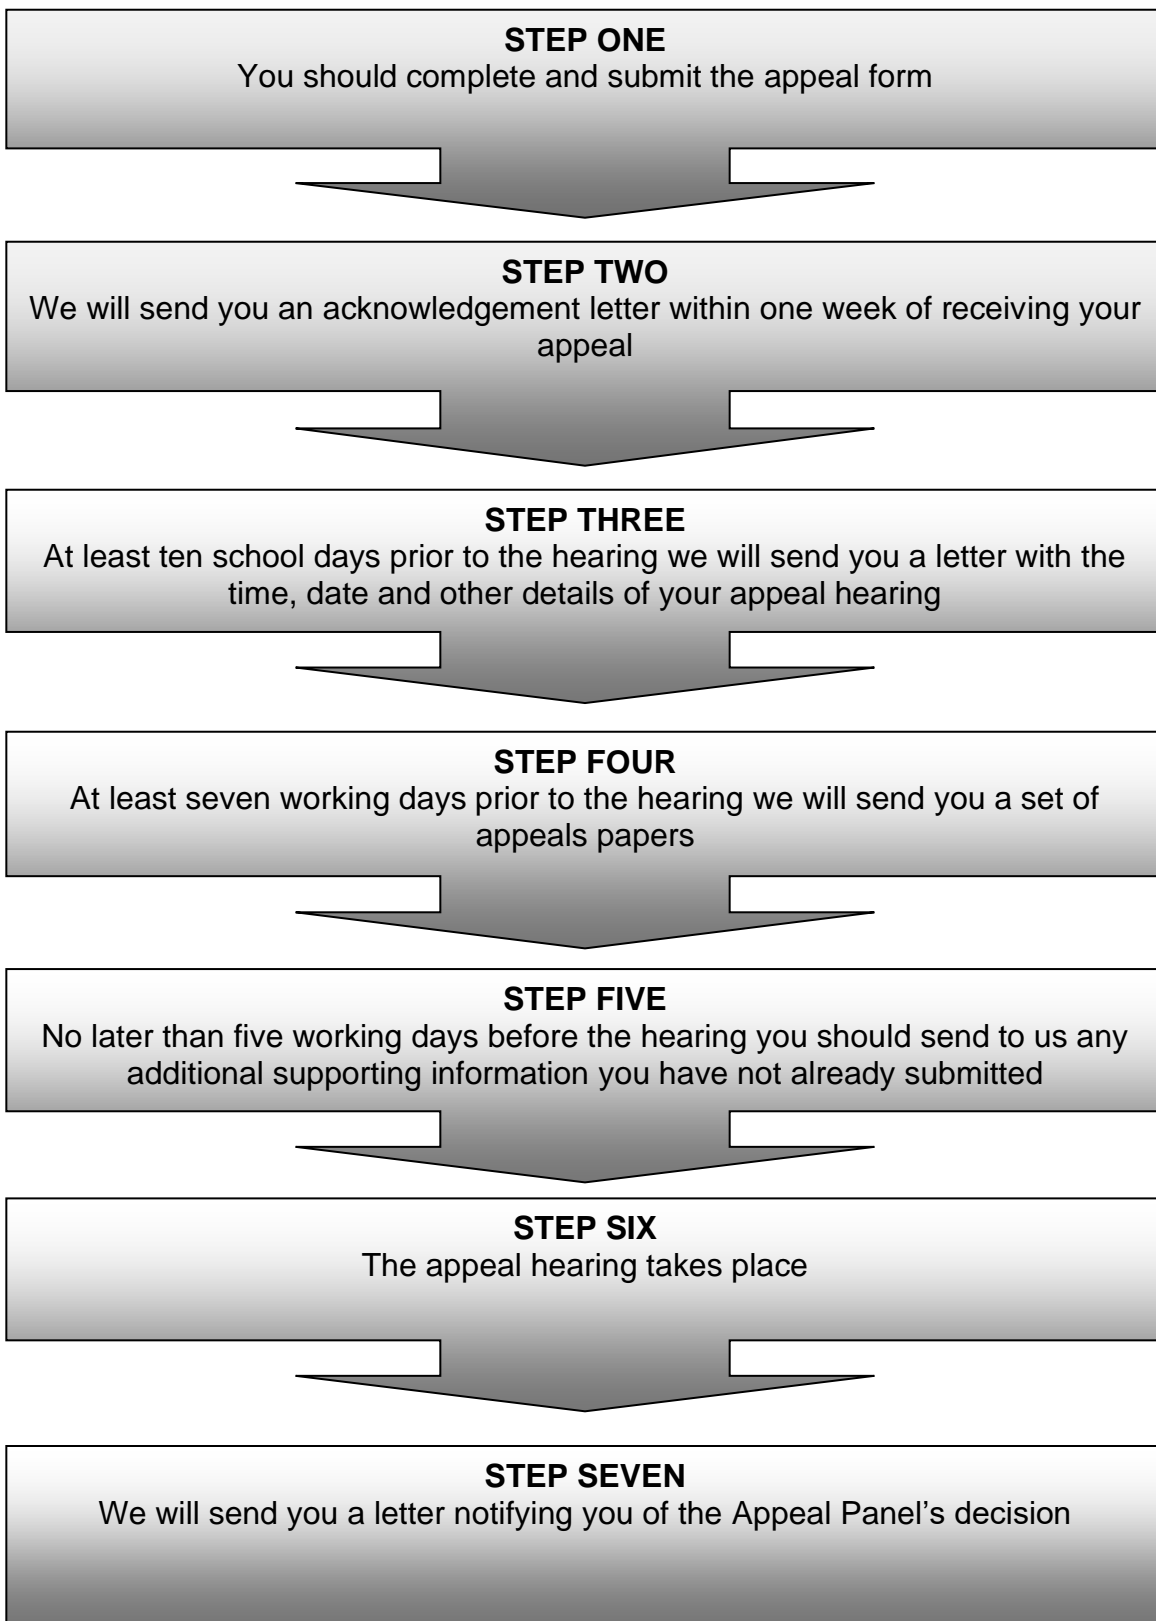 STEP ONE
You should complete and submit the appeal form
STEP TWO
We will send you an acknowledgement letter within one week of receiving your
appeal
STEP THREE
At least ten school days prior to the hearing we will send you a letter with the
time, date and other details of your appeal hearing
STEP FOUR
At least seven working days prior to the hearing we will send you a set of
appeals papers
STEP FIVE
No later than five working days before the hearing you should send to us any
additional supporting information you have not already submitted
STEP SIX
The appeal hearing takes place
STEP SEVEN
We will send you a letter notifying you of the Appeal Panel’s decision